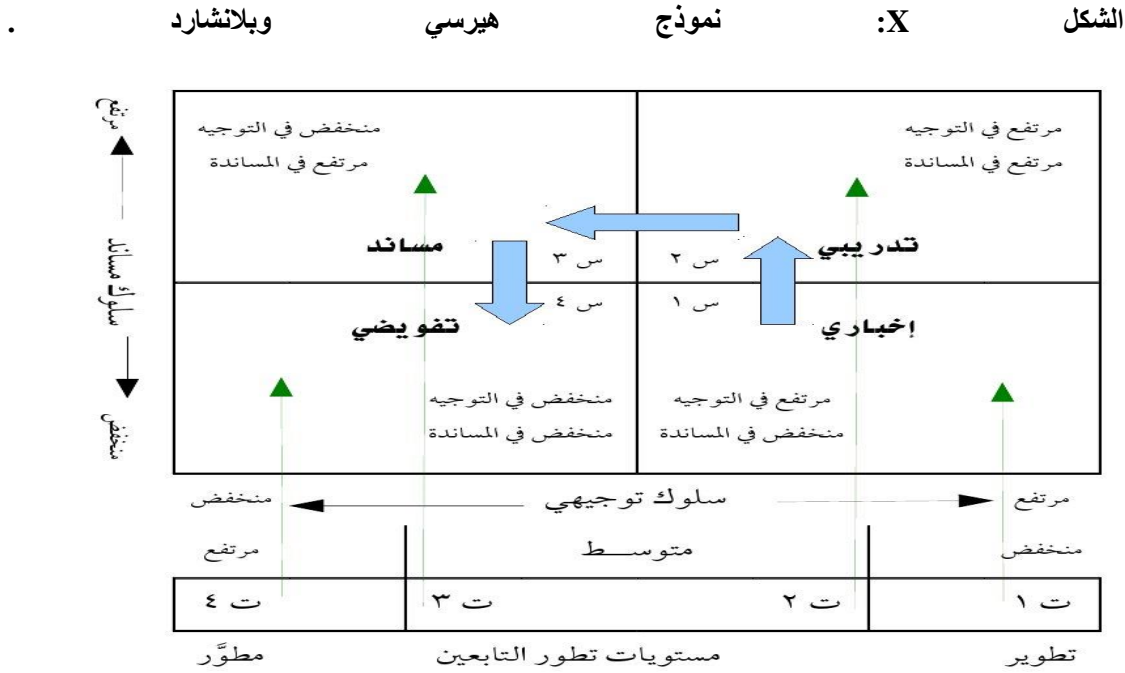 الشكل X: نموذج هيرسي وبلانشارد .
مرتفع
سلوك مساند
منخفض
مرتفع في التوجيه
مرتفع في المساندة
تدريبي
س ٢
منخفض في التوجيه
مرتفع في المساندة
مساند
س ٣
إخباري
س ١
مرتفع في التوجيه
منخفض في المساندة
تفويضي
س ٤
منخفض في التوجيه
منخفض في المساندة
مرتفع سلوك توجيهي منخفض
منخفض متوســـط مرتفع
ت ١ ت ٢ ت ٣ ت ٤
تطوير مستويات تطور التابعين مطوَّر